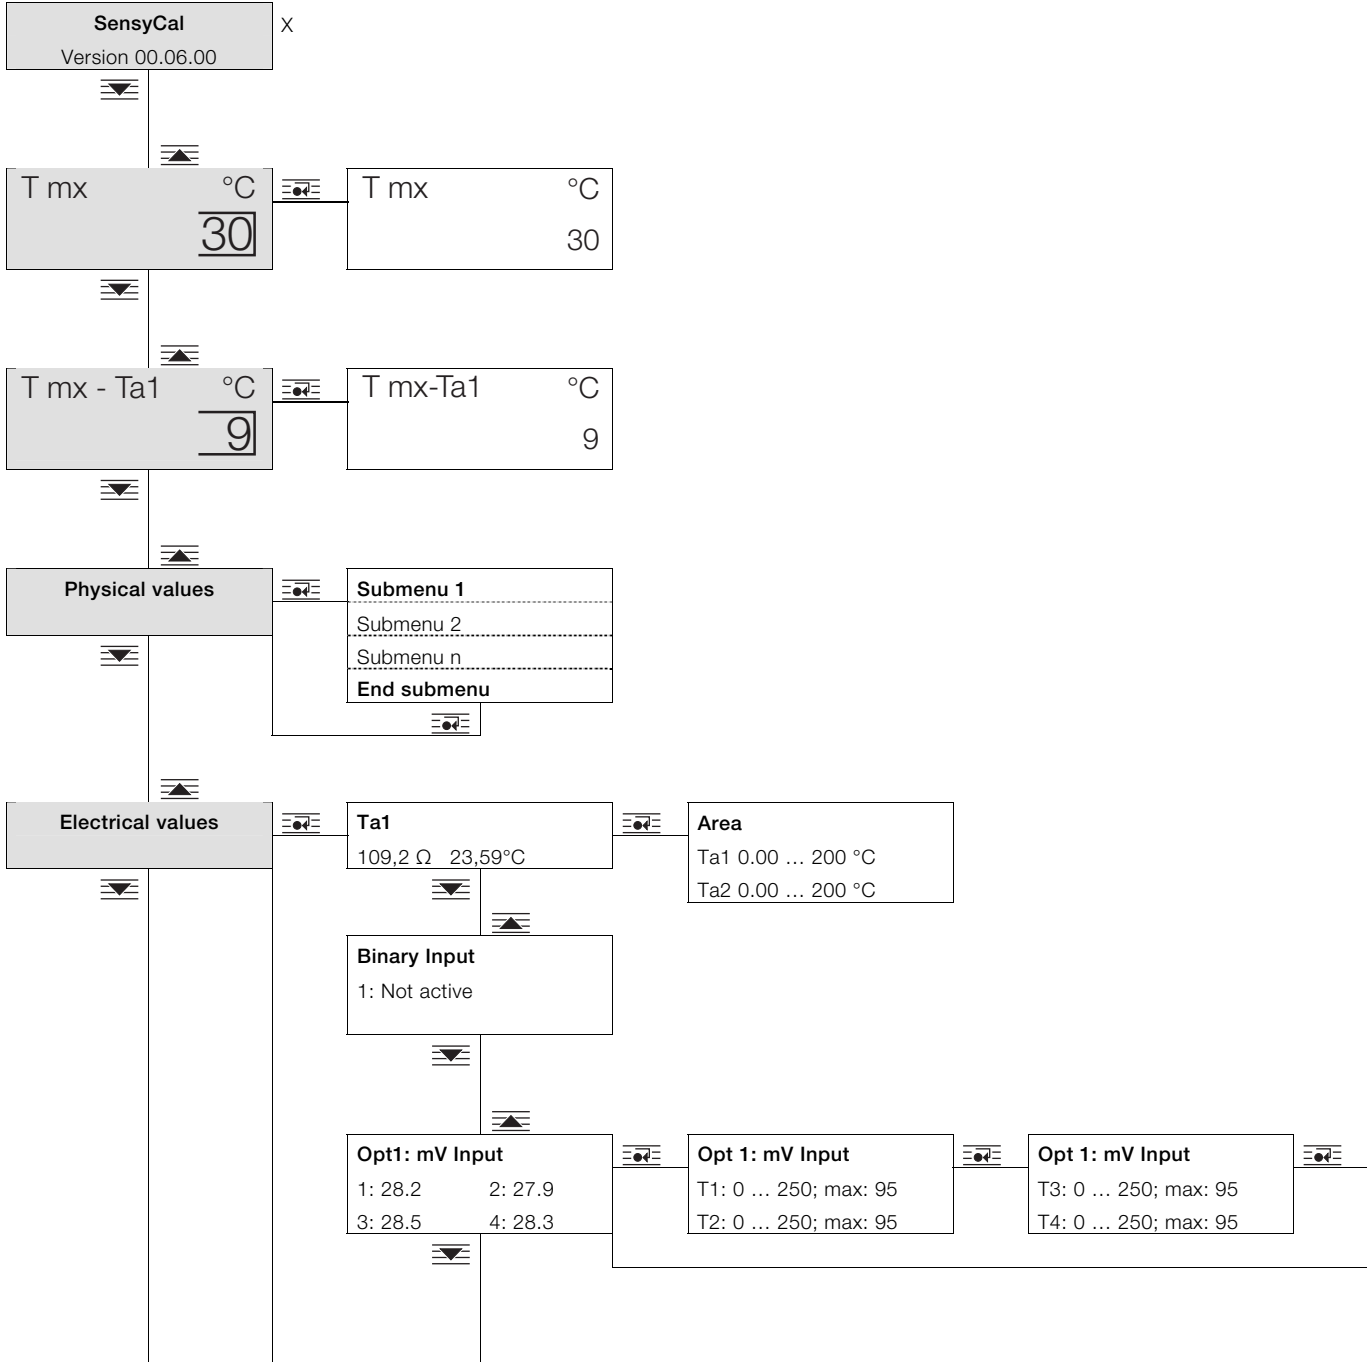 SensyCal
X
Version 00.06.00
T mx °C
30
T mx °C
30
T mx - Ta1 °C
9
T mx-Ta1 °C
9
Physical values
Submenu 1
Submenu 2
Submenu n
End submenu
Electrical values
Ta1
109,2 Ω 23,59°C
Area
Ta1 0.00 … 200 °C
Ta2 0.00 … 200 °C
Binary Input
1: Not active
Opt1: mV Input
1: 28.2 2: 27.9
3: 28.5 4: 28.3
Opt 1: mV Input
T1: 0 … 250; max: 95
T2: 0 … 250; max: 95
Opt 1: mV Input
T3: 0 … 250; max: 95
T4: 0 … 250; max: 95